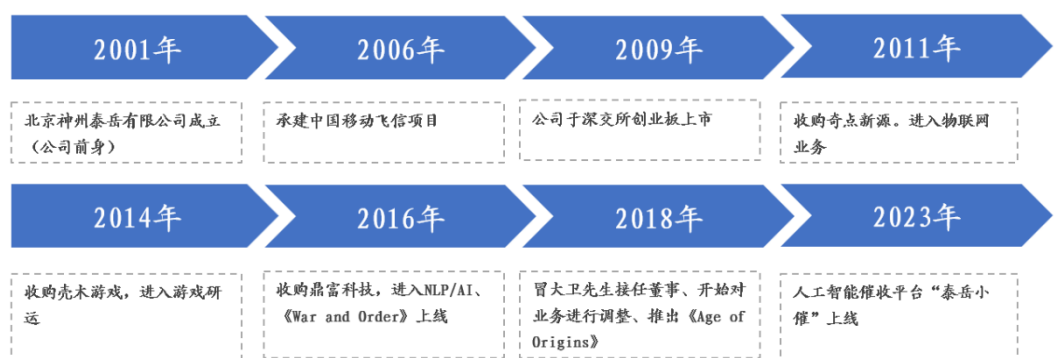 2001年
2006年
2009年
2011年
北京神州泰岳有限公司成立
（公司前身）
承建中国移动飞信项目
公司于深交所创业板上市
收购奇点新源。进入物联网
业务
2014年
2016年
2018年
2023年
收购壳木游戏，进入游戏研
运
收购鼎富科技，进入NLP/AI、
《War and Order》上线
冒大卫先生接任董事、开始对
业务进行调整、推出《Age of
Origins》
人工智能催收平台“泰岳小
催”上线